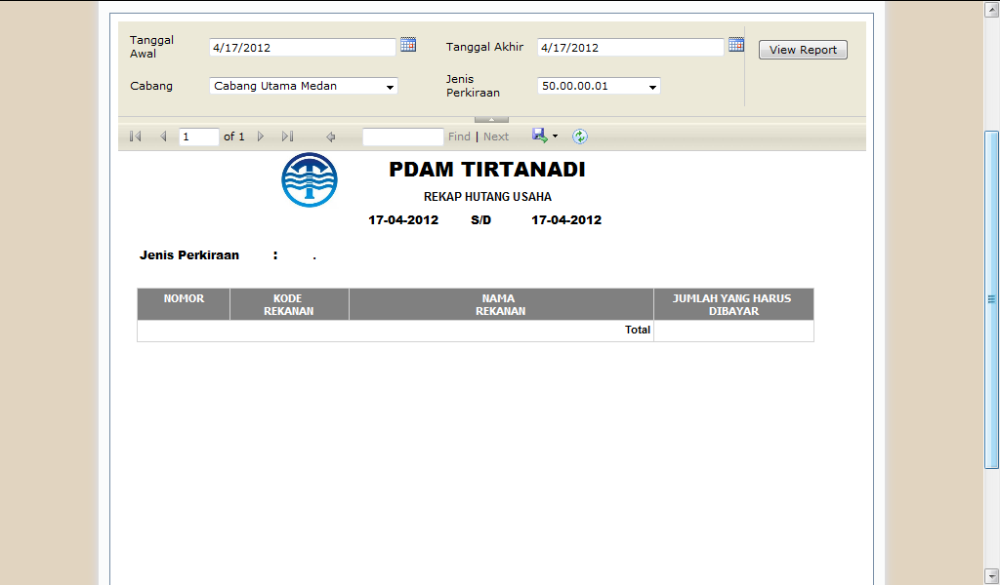 Tanggal Awal 4/17/2012 Tanggal Akhir 4/17/2012 View Report
Cabang Cabang Utama Medan Jenis Perkiraan 50.00.00.01
1 of 1 Find | Next
PDAM TIRTANADI
REKAP HUTANG USAHA
17-04-2012 S/D 17-04-2012
Jenis Perkiraan : .
NOMOR KODE REKANAN NAMA REKANAN JUMLAH YANG HARUS DIBAYAR
Total